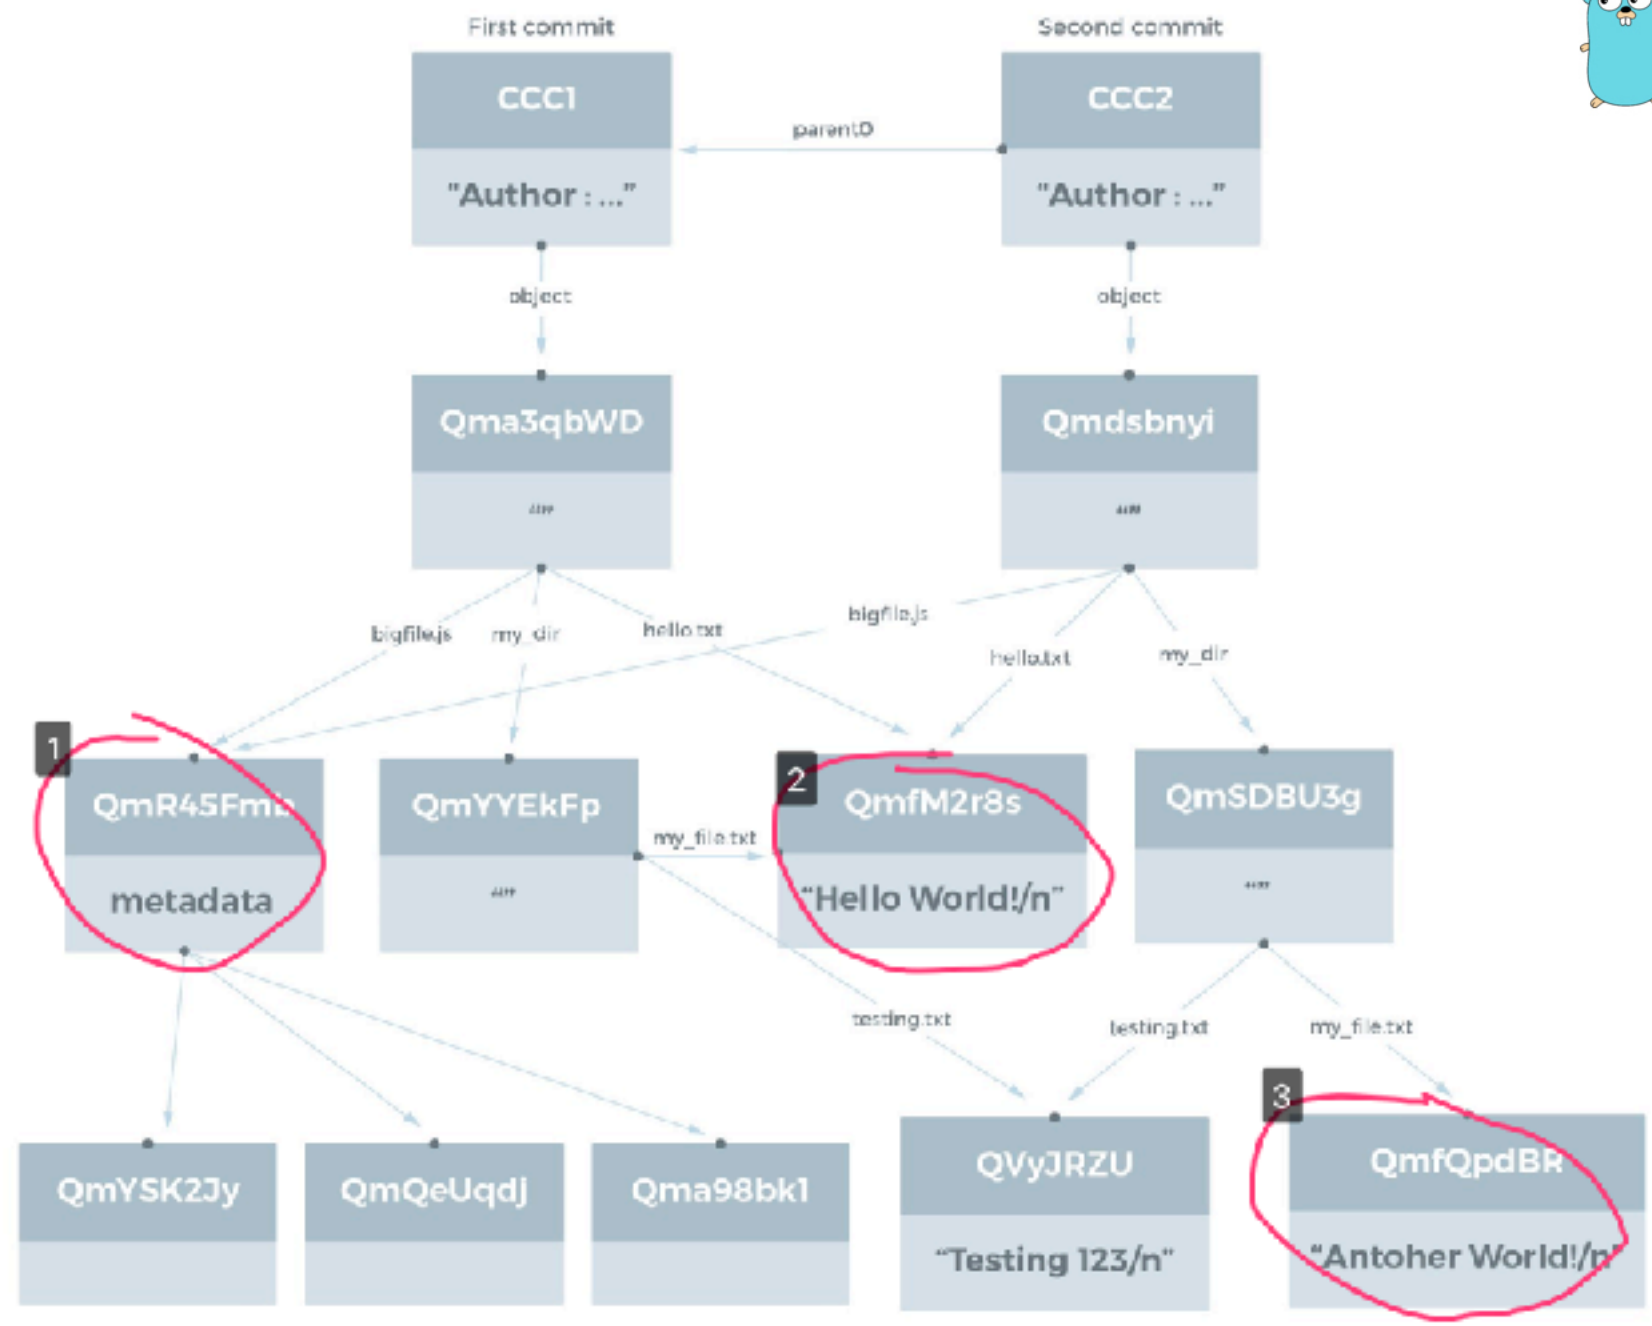 First commit
Second commit
CCC1
CCC2
parent0
"Author : ..."
"Author : ..."
object
object
Qma3qbWD
Qmdsbnyi
“”
“”
bigfile.js
my_dir
hello.txt
bigfile.js
hello.txt
my_dir
1
2
QmR45Fmb
QmYYEkFp
QmfM2r8s
QmSDBU3g
my_file.txt
metadata
“”
“Hello World!/n”
“”
testing.txt
testing.txt
my_file.txt
3
QmYSK2Jy
QmQeUqdj
Qma98bk1
QVyJRZU
QmfQpdBR
“Testing 123/n”
“Antoher World!/n”